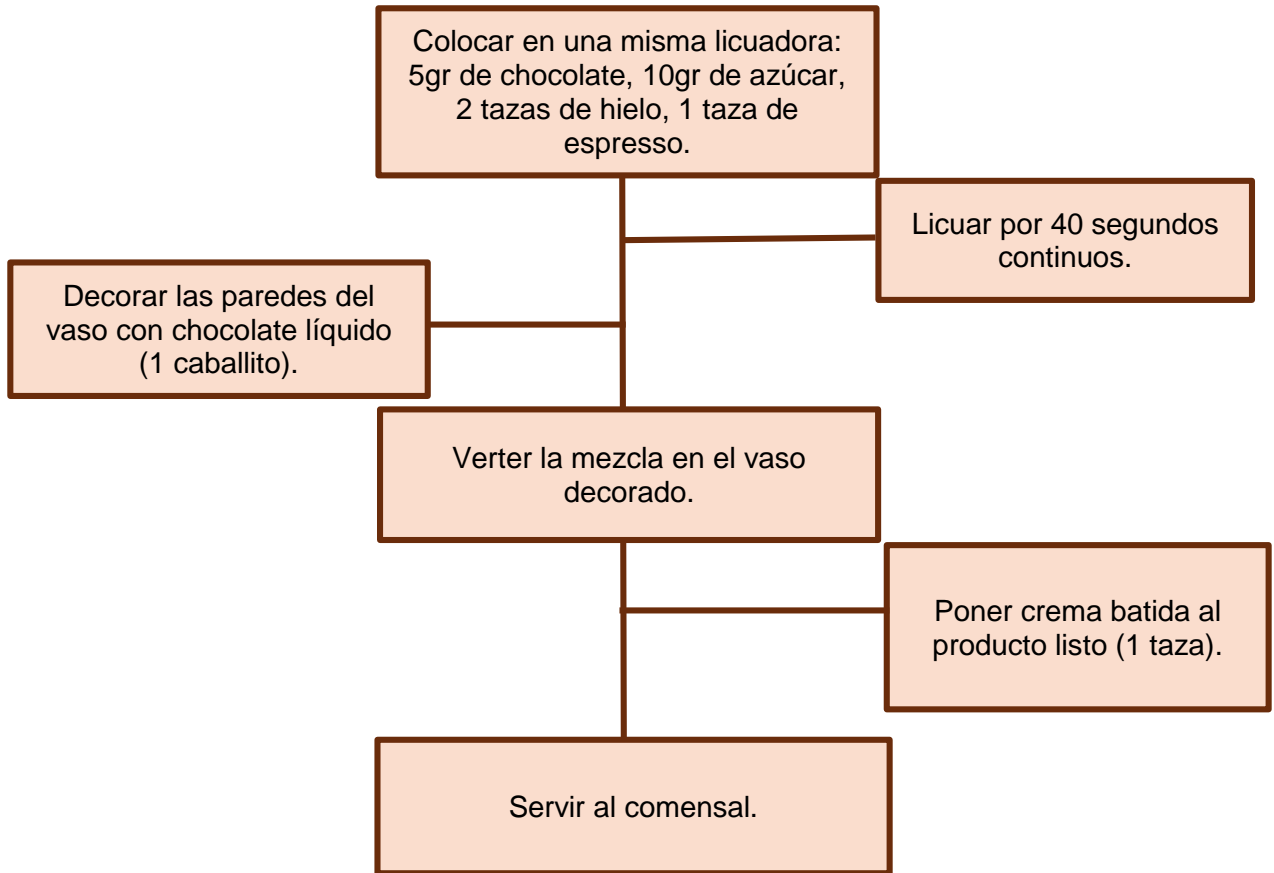 Colocar en una misma licuadora:
5gr de chocolate, 10gr de azúcar,
2 tazas de hielo, 1 taza de
espresso.
Licuar por 40 segundos
continuos.
Decorar las paredes del
vaso con chocolate líquido
(1 caballito).
Verter la mezcla en el vaso
decorado.
Poner crema batida al
producto listo (1 taza).
Servir al comensal.